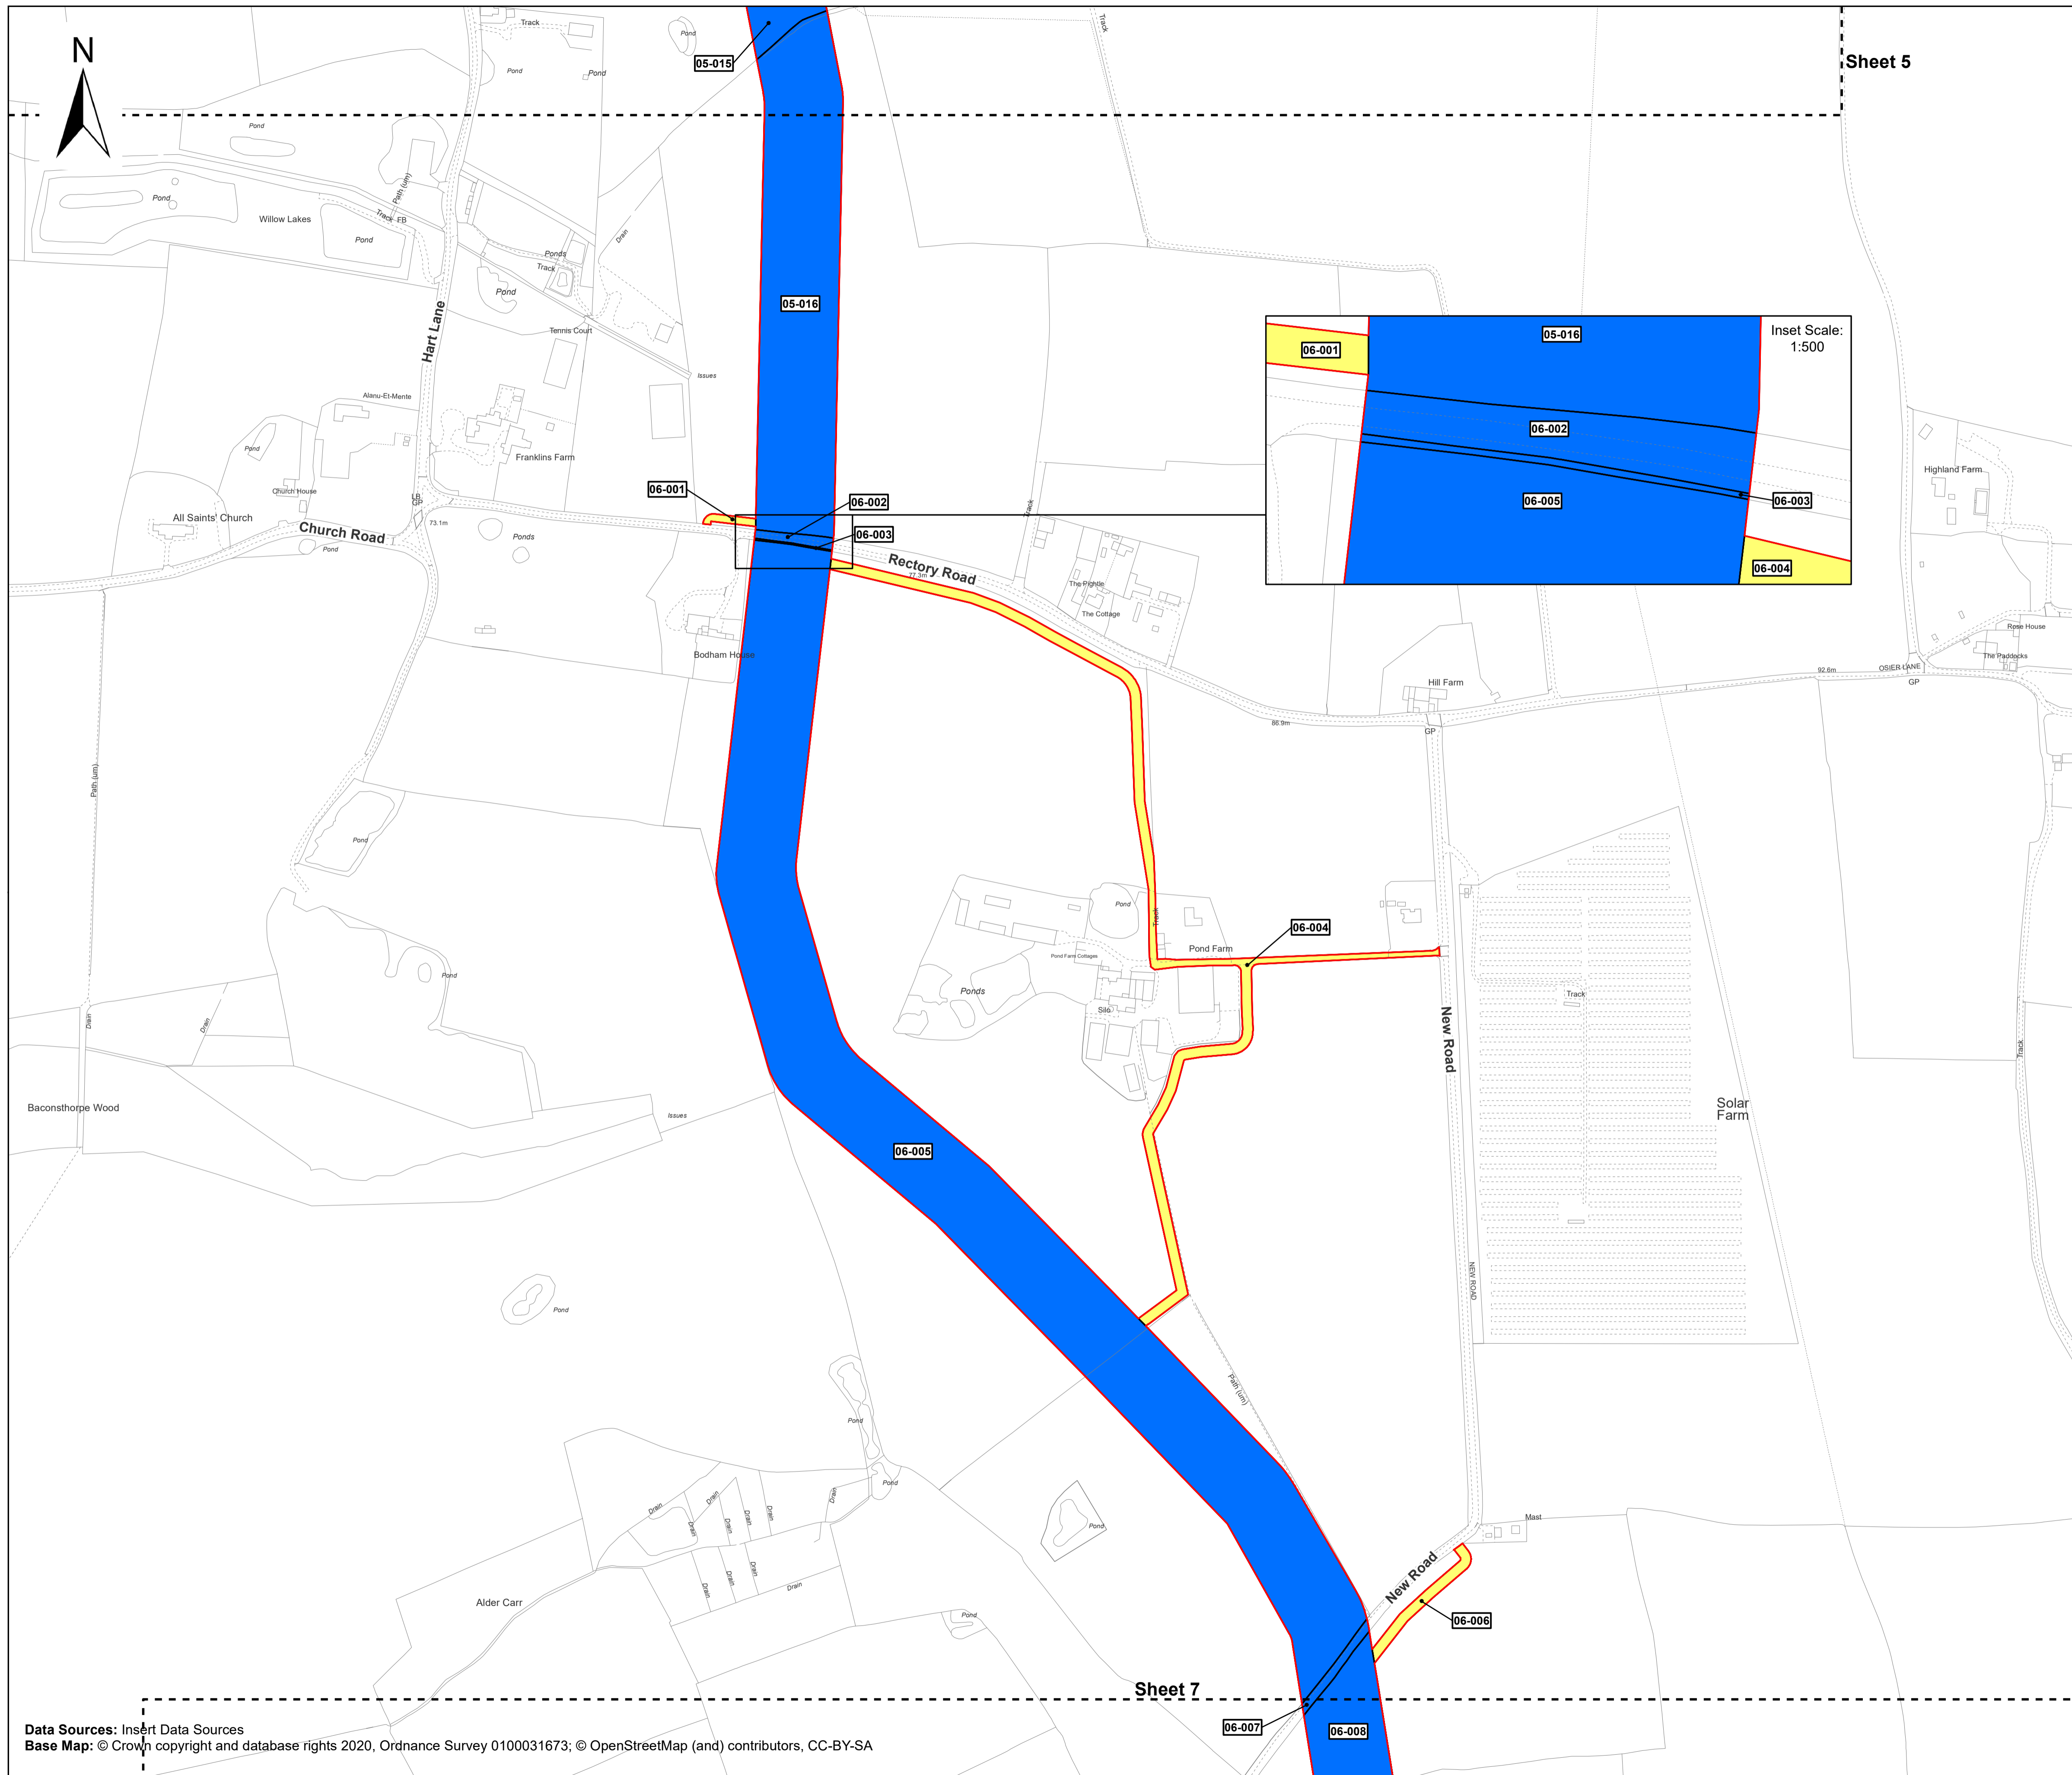 N
Track
Pond
Track
Sheet 5
05-015
Pond
Pond
Pond
Pond
Path (um)
Willow Lakes
Track
FB
Pond
Drain
Ponds
Track
Pond
05-016
Hart Lane
Tennis Court
Issues
Alanu-Et-Mente
Pond
Franklins Farm
Church House
LB
GP
All Saints' Church
Church Road
73.1m
Pond
Ponds
06-001
06-002
06-003
Rectory Road
77.3m
Track
The Pightle
The Cottage
Bodham House
Inset Scale:
1:500
05-016
06-001
06-002
06-003
06-005
06-004
Highland Farm
Rose House
The Paddocks
OSIER LANE
92.6m
GP
Hill Farm
86.9m
GP
Path (um)
Pond
Pond
Track
Pond Farm
06-004
Pond Farm Cottages
Ponds
Silo
Pond
Drain
Drain
New Road
Track
Track
Baconsthorpe Wood
Issues
Solar
Farm
06-005
NEW ROAD
Pond
Path (um)
Pond
Pond
Drain
Drain
Drain
Drain
Drain
Drain
Drain
Drain
Drain
Drain
Pond
Mast
Alder Carr
Pond
New Road
06-006
Sheet 7
06-007
06-008
Data Sources: Insert Data Sources
Base Map: © Crown copyright and database rights 2020, Ordnance Survey 0100031673; © OpenStreetMap (and) contributors, CC-BY-SA